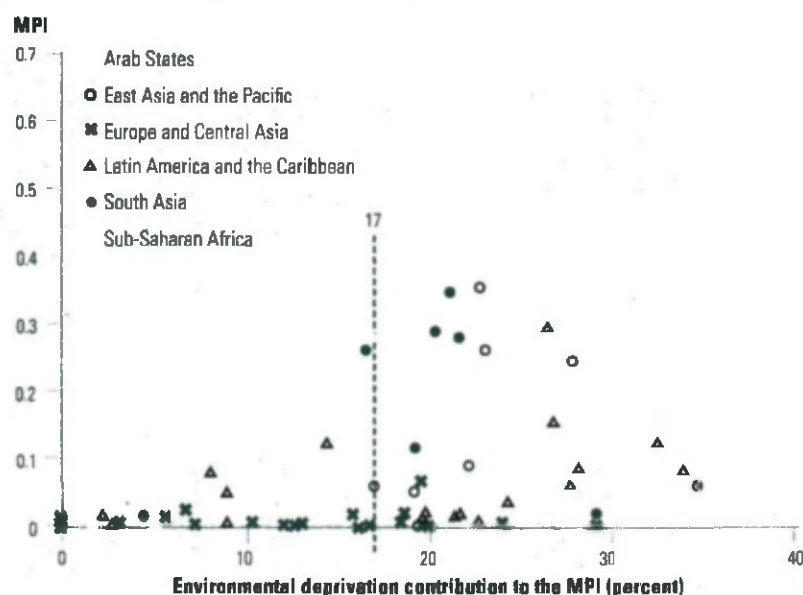 MPI
0.7
Arab States
0.6
East Asia and the Pacific
Europe and Central Asia
0.5
Latin America and the Caribbean
South Asia
17
Sub-Saharan Africa
0.4
0.3
0.2
0.1
0
0 10 20 30 40
Environmental deprivation contribution to the MPI (percent)